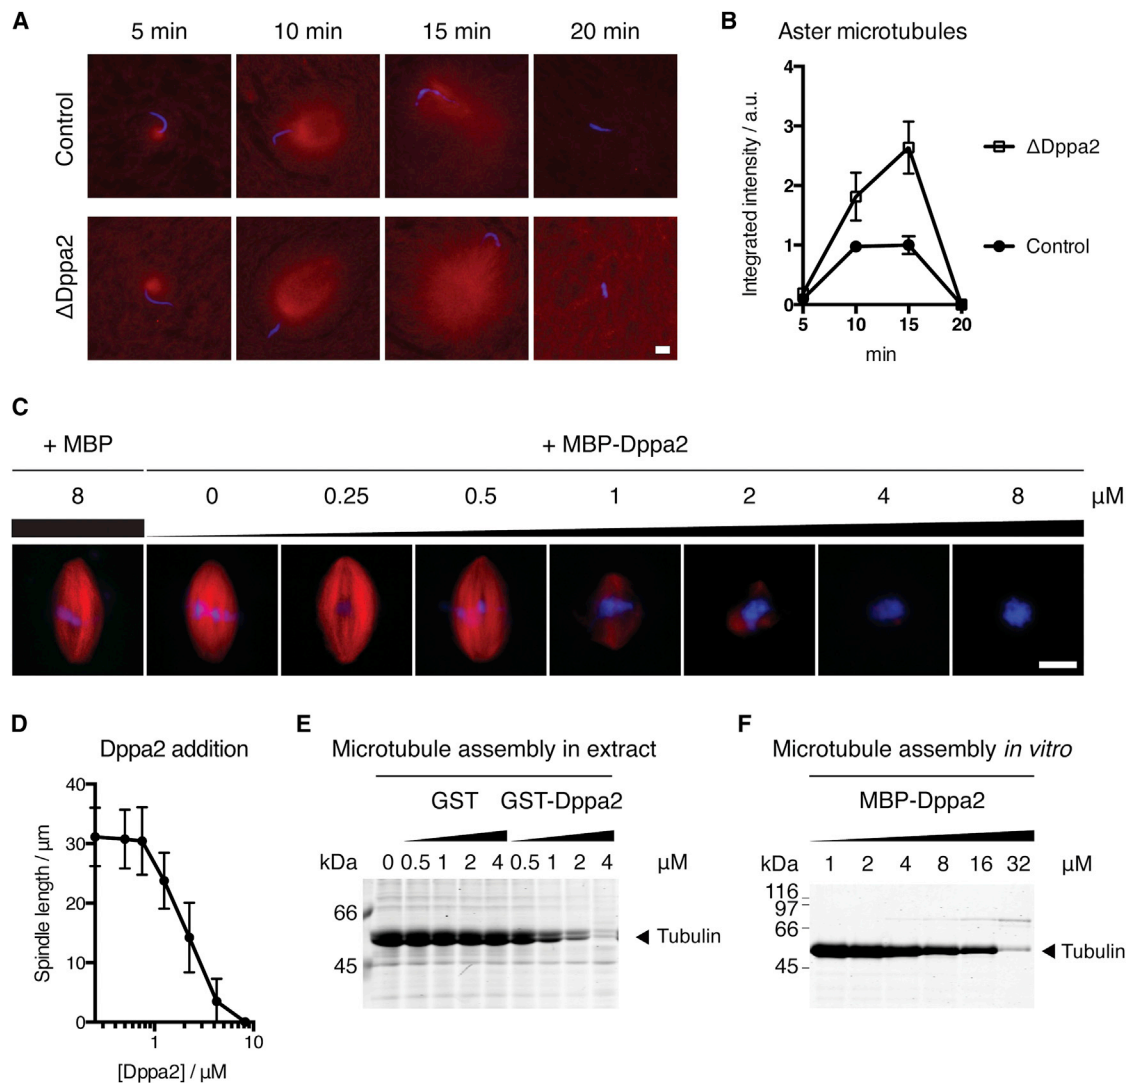 A
5 min 10 min 15 min 20 min
Control
ΔDppa2
B
Aster microtubules
Integrated intensity / a.u.
4
3
2
1
0
5 10 15 20
min
ΔDppa2
Control
C
+ MBP + MBP-Dppa2
8 0 0.25 0.5 1 2 4 8 μM
D
Dppa2 addition
Spindle length / μm
40
30
20
10
0
1 10
[Dppa2] / μM
E
Microtubule assembly in extract
GST GST-Dppa2
kDa 0 0.5 1 2 4 0.5 1 2 4 μM
66
45
Tubulin
F
Microtubule assembly in vitro
MBP-Dppa2
kDa 1 2 4 8 16 32 μM
116
97
66
45
Tubulin